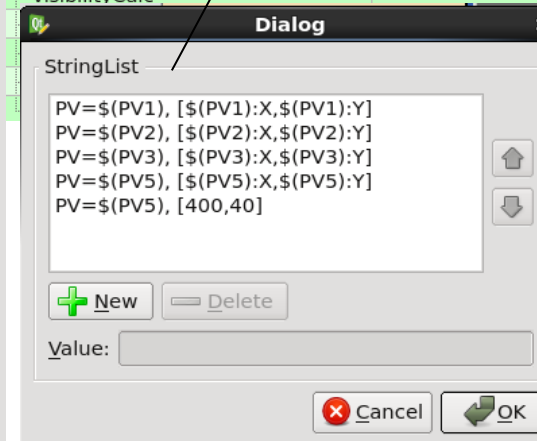 VisibilityCalc
Dialog
StringList
PV=$(PV1), [$(PV1):X,$(PV1):Y]
PV=$(PV2), [$(PV2):X,$(PV2):Y]
PV=$(PV3), [$(PV3):X,$(PV3):Y]
PV=$(PV5), [$(PV5):X,$(PV5):Y]
PV=$(PV5), [400,40]
New Delete
Value:
Cancel OK